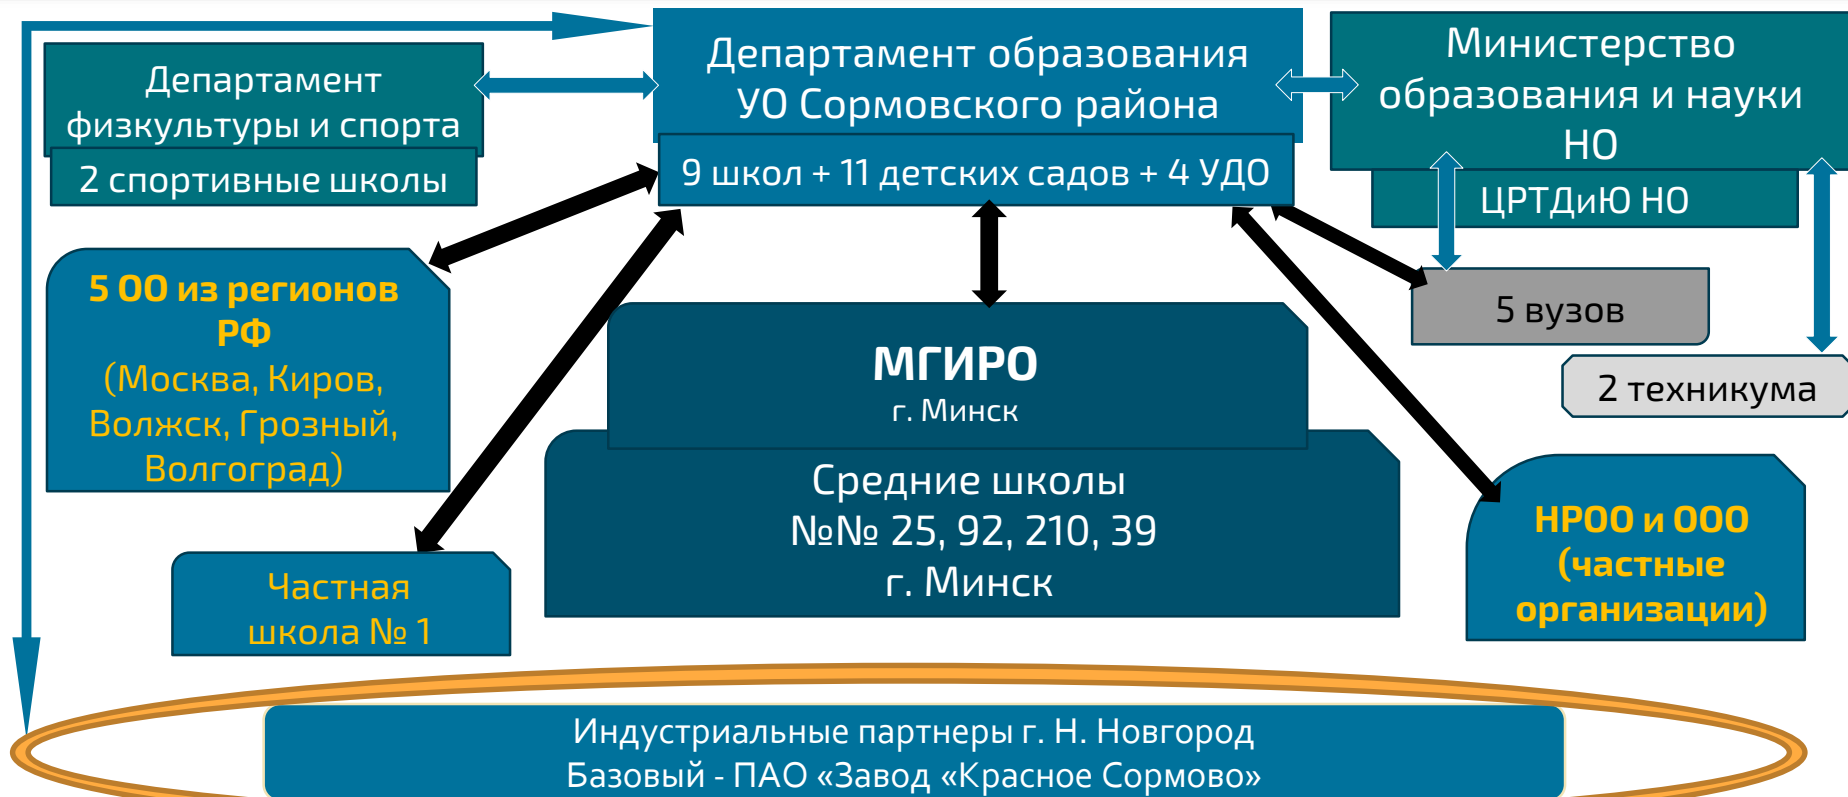 Департамент
физкультуры и спорта
2 спортивные школы
Департамент образования
УО Сормовского района
9 школ + 11 детских садов + 4 УДО
Министерство
образования и науки
НО
ЦРТДиЮ НО
5 ОО из регионов
РФ
(Москва, Киров,
Волжск, Грозный,
Волгоград)
МГИРО
г. Минск
Средние школы
№№ 25, 92, 210, 39
г. Минск
5 вузов
2 техникума
НРОО и ООО
(частные
организации)
Частная
школа № 1
Индустриальные партнеры г. Н. Новгород
Базовый - ПАО «Завод «Красное Сормово»